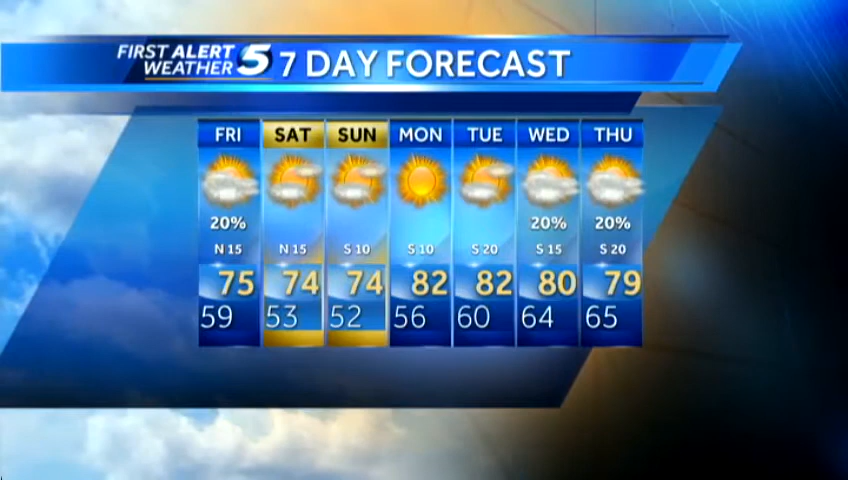 FIRST ALERT
WEATHER 5
7 DAY FORECAST
FRI SAT SUN MON TUE WED THU
20% 20% 20%
N 15 N 15 S 10 S 10 S 20 S 15 S 20
75 74 74 82 82 80 79
59 53 52 56 60 64 65